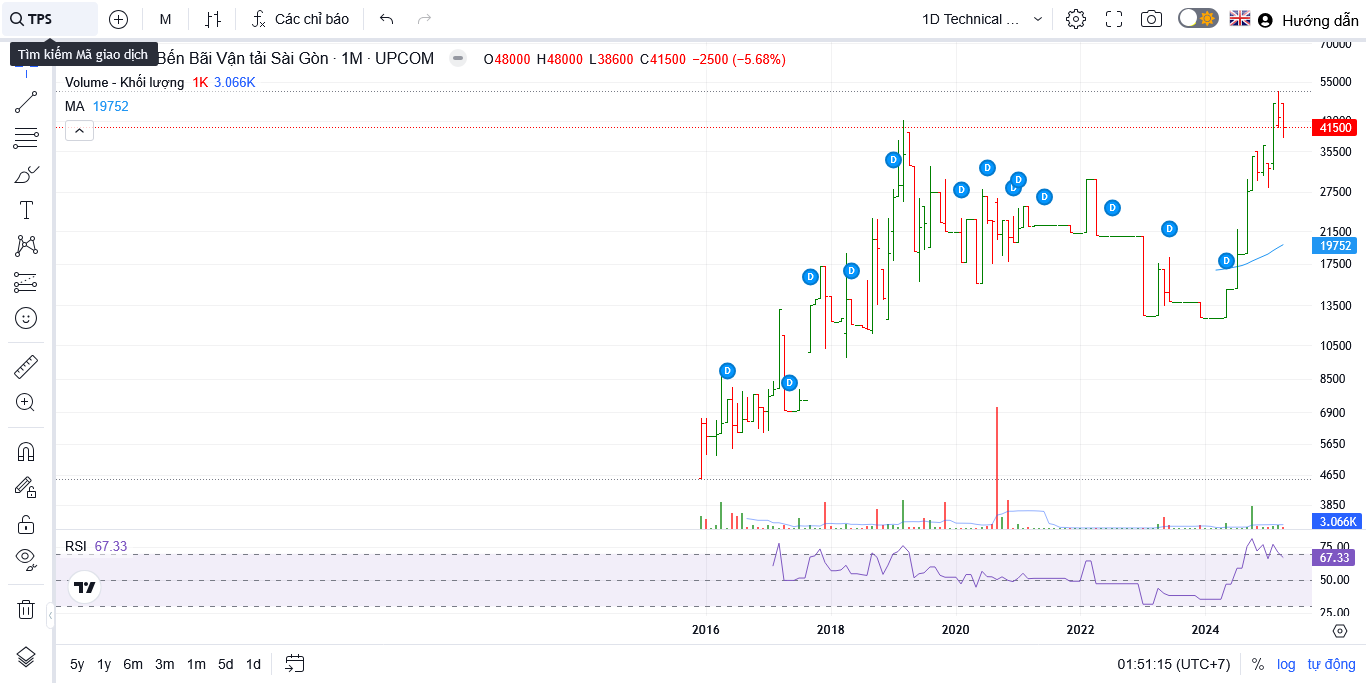 TPS M Các chỉ báo 1D Technical ... Hướng dẫn
Tìm kiếm Mã giao dịch
Bến Bãi Vận tải Sài Gòn · 1M · UPCOM O48000 H48000 L38600 C41500 −2500 (−5.68%)
Volume - Khối lượng 1K 3.066K
MA 19752
70000
55000
41500
35500
27500
21500
19752
17500
13500
10500
8500
6900
5650
4650
3850
3.066K
D D D D D D D D D D D D D
RSI 67.33
75.00
67.33
50.00
25.00
2016 2018 2020 2022 2024
5y 1y 6m 3m 1m 5d 1d 01:51:15 (UTC+7) % log tự động